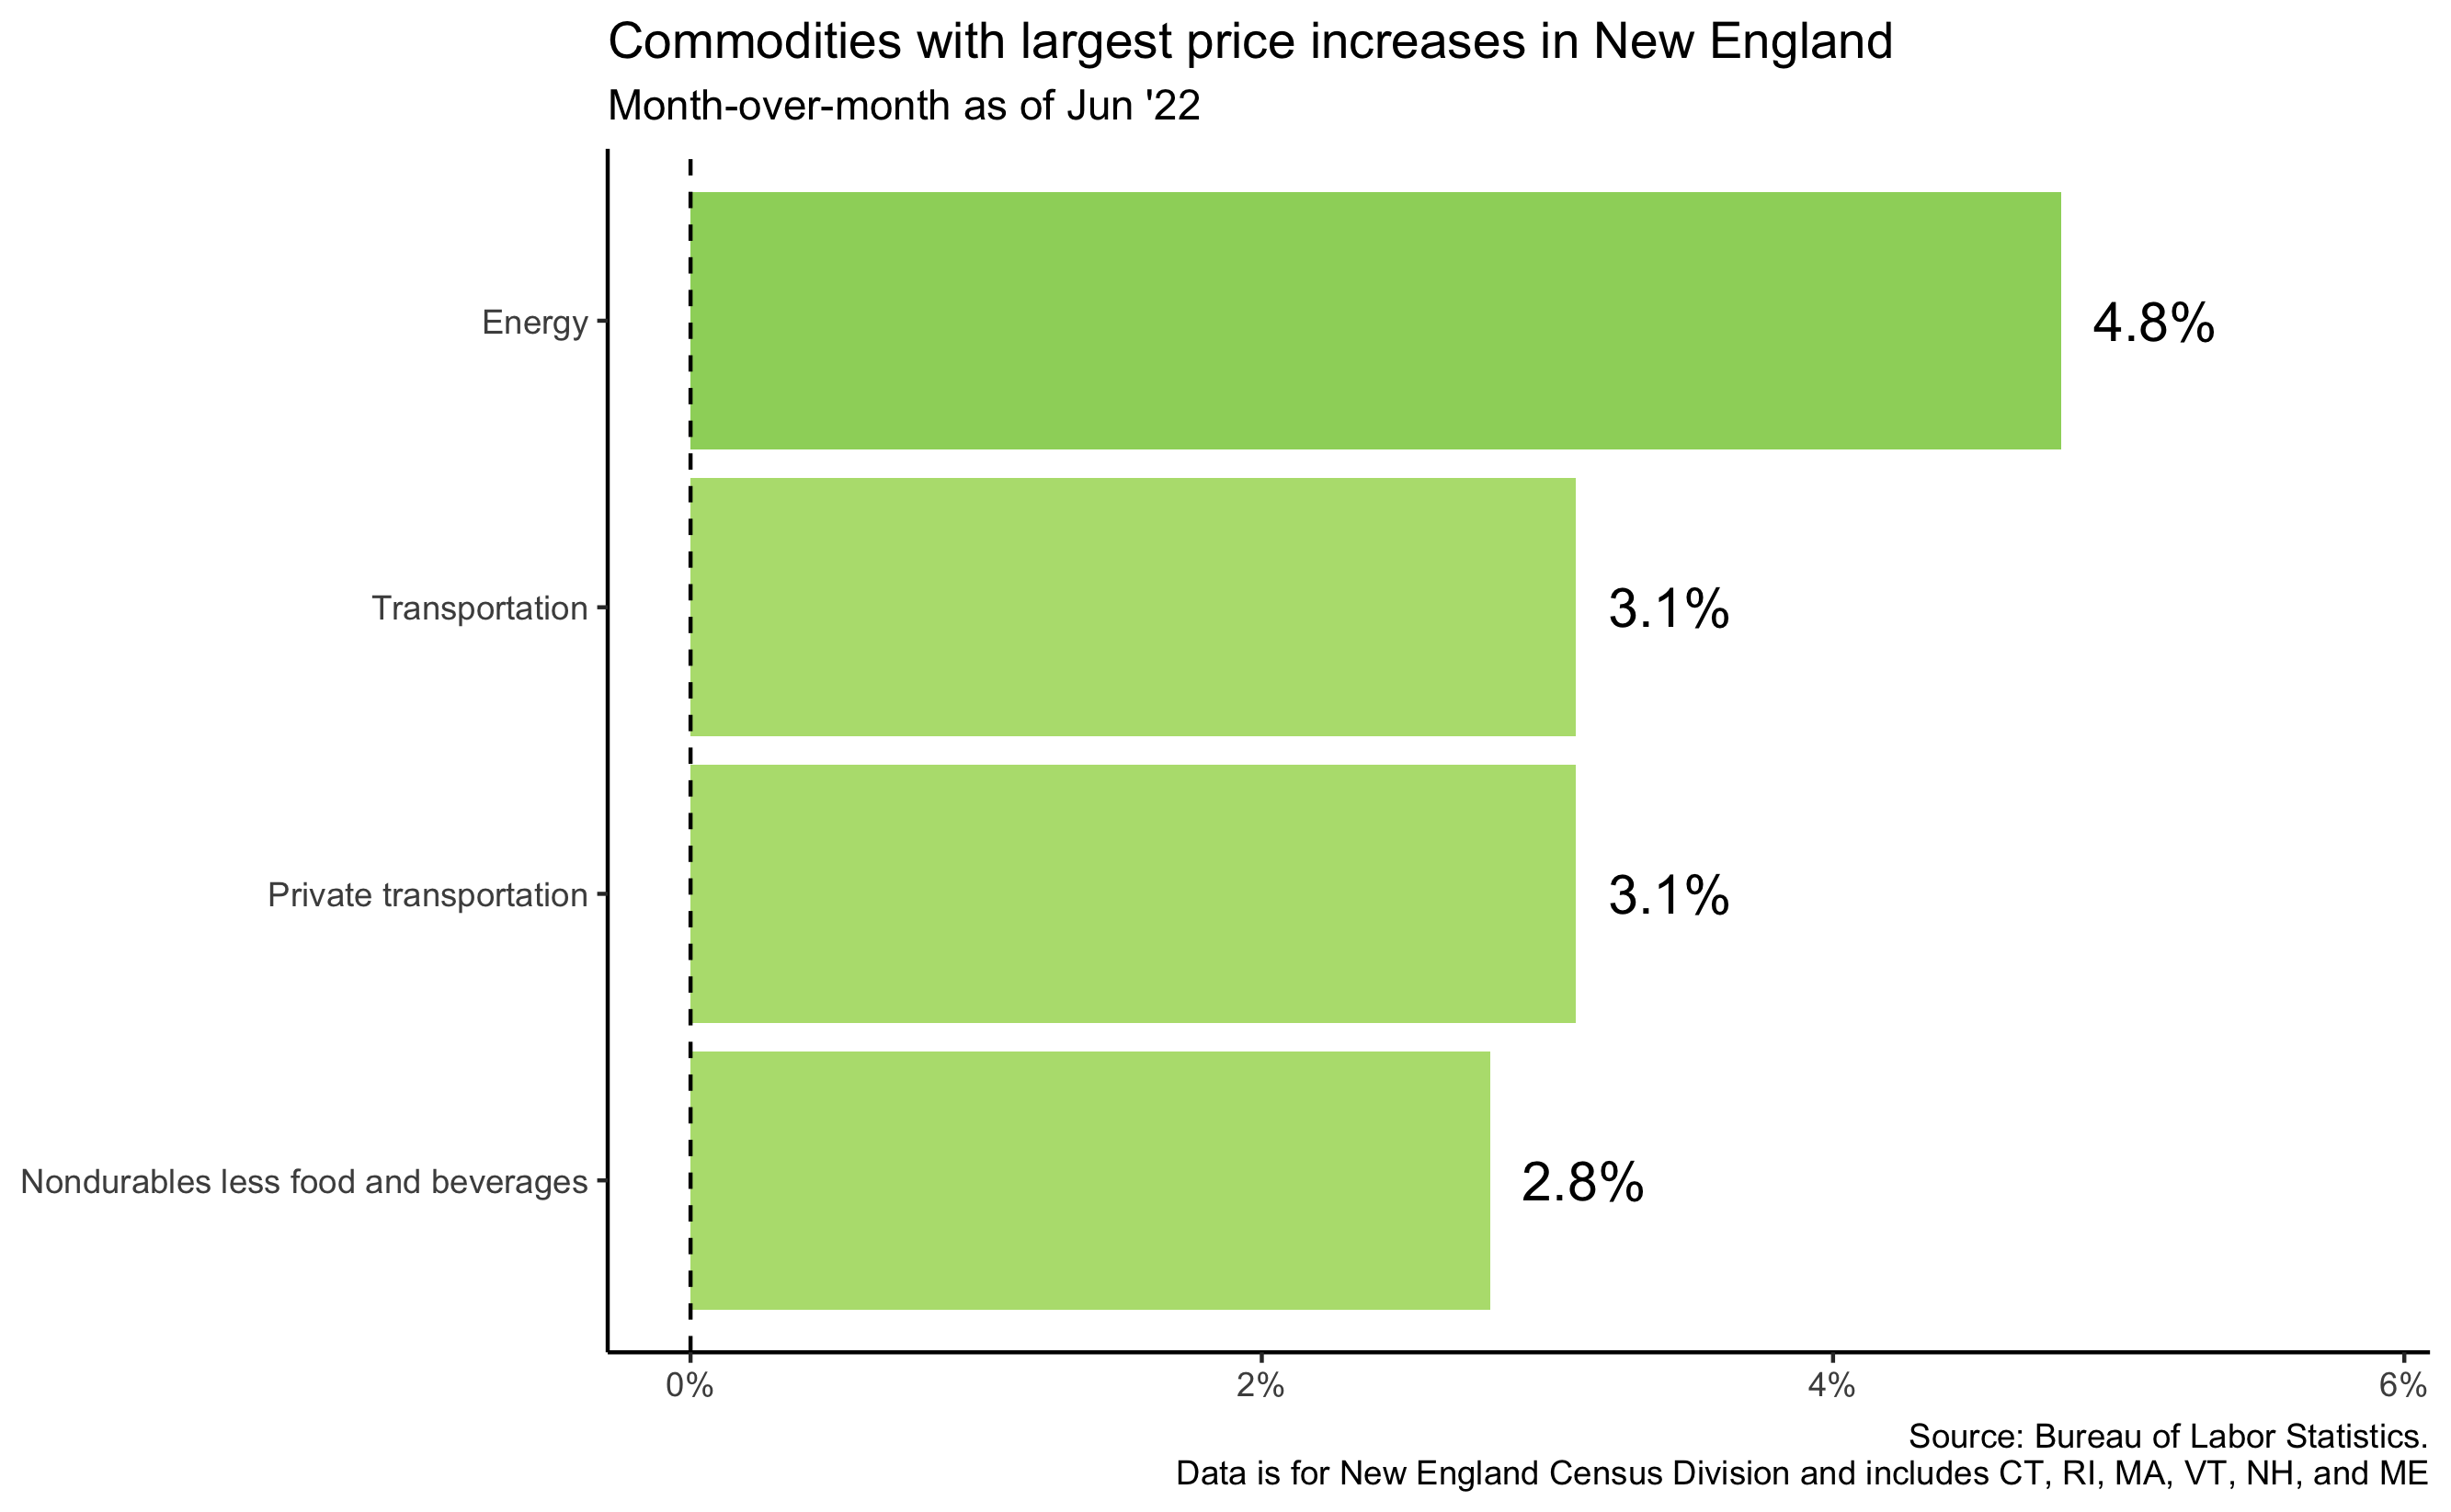 Commodities with largest price increases in New England
Month-over-month as of Jun '22
Energy
4.8%
Transportation
3.1%
Private transportation
3.1%
Nondurables less food and beverages
2.8%
0%
2%
4%
6%
Source: Bureau of Labor Statistics.
Data is for New England Census Division and includes CT, RI, MA, VT, NH, and ME